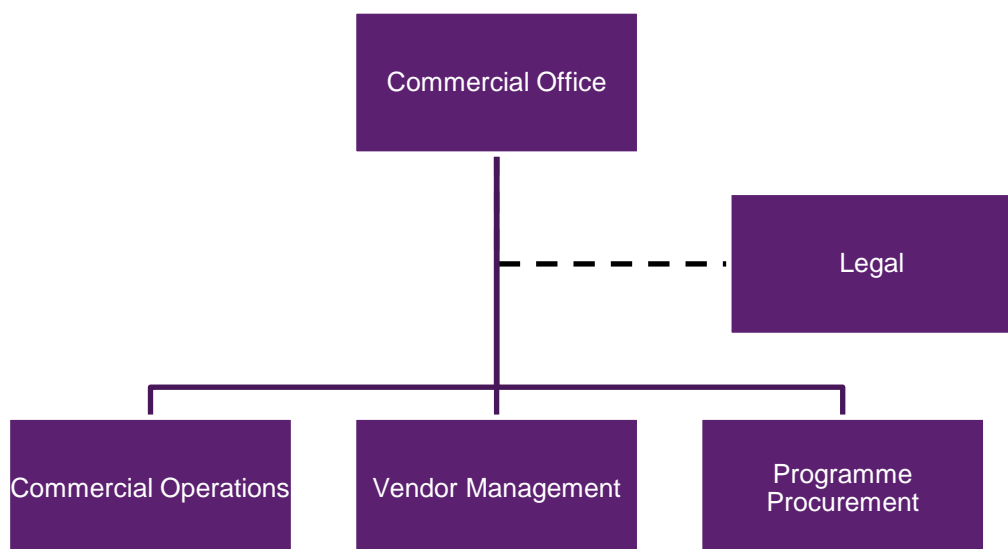 Commercial Office
Legal
Commercial Operations
Vendor Management
Programme
Procurement